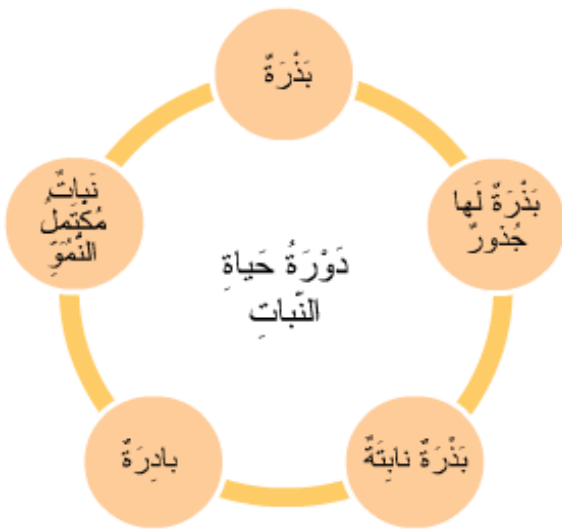 بَذْرَةٌ
بَذْرَةٌ لَها
جُذورٌ
بَذْرَةٌ نابِتَةٌ
بادِرَةٌ
نَباتٌ
مُكْتَمِلُ
النُّمُوِّ
دَوْرَةُ حَياةِ
النَّباتِ